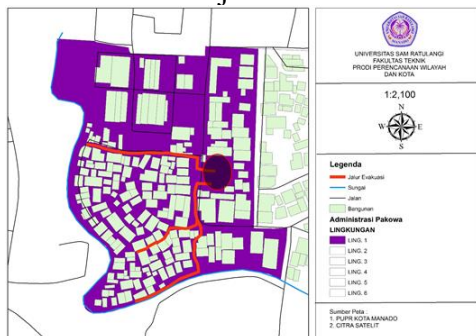 UNIVERSITAS SAM RATULANGI
FAKULTAS TEKNIK
PRODI PERENCANAAN WILAYAH
DAN KOTA
1:2,100
N
W E
S
Legenda
Jalur Evakuasi
Sungai
Jalan
Bangunan
Administrasi Pakowa
LINGKUNGAN
LING. 1
LING. 2
LING. 3
LING. 4
LING. 5
LING. 6
Sumber Peta :
1. PUPR KOTA MANADO
2. CITRA SATELIT